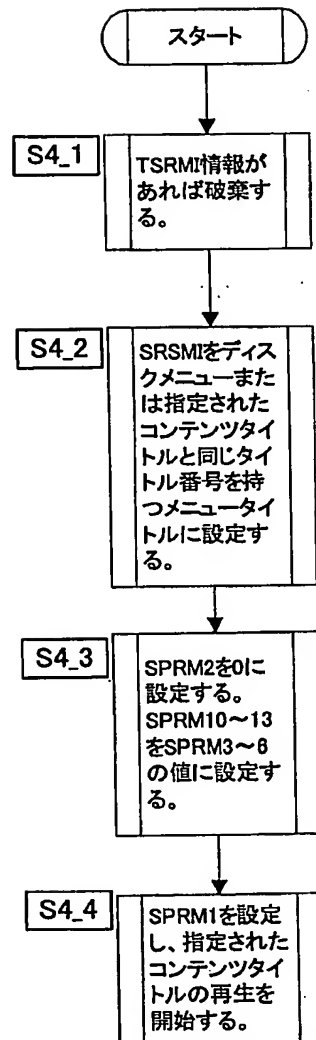 スタート
S4_1
TSRMI情報が
あれば破棄す
る。
S4_2
SRSMIをディス
クメニューまた
は指定された
コンテンツタイ
トルと同じタイ
トル番号を持
つメニュータイ
トルに設定す
る。
S4_3
SPRM2を0に
設定する。
SPRM10～13
をSPRM3～6
の値に設定す
る。
S4_4
SPRM1を設定
し、指定された
コンテンツタイ
トルの再生を
開始する。